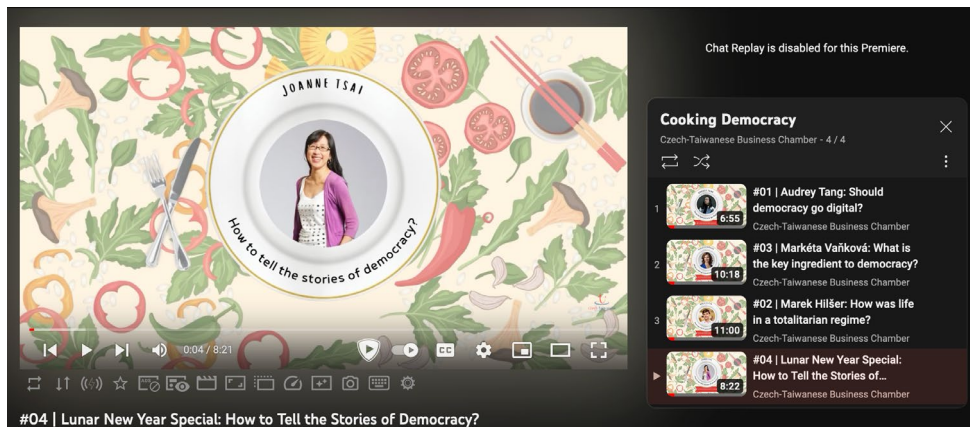 JOANNE TSAI
How to tell the stories of democracy?
0:04 / 8:21
CC
#04 | Lunar New Year Special: How to Tell the Stories of Democracy?
Chat Replay is disabled for this Premiere.
Cooking Democracy
Czech-Taiwanese Business Chamber - 4 / 4
1
6:55
#01 | Audrey Tang: Should
democracy go digital?
Czech-Taiwanese Business Chamber
2
10:18
#03 | Markéta Vaňková: What is
the key ingredient to democracy?
Czech-Taiwanese Business Chamber
3
11:00
#02 | Marek Hilšer: How was life
in a totalitarian regime?
Czech-Taiwanese Business Chamber
8:22
#04 | Lunar New Year Special:
How to Tell the Stories of...
Czech-Taiwanese Business Chamber